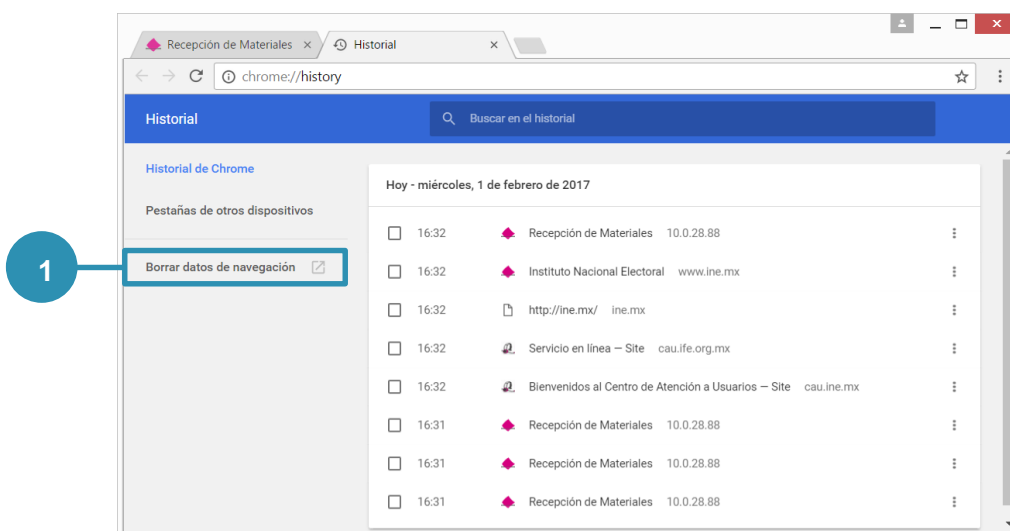 Recepción de Materiales
Historial
chrome://history
Historial
Buscar en el historial
Historial de Chrome
Pestañas de otros dispositivos
1
Borrar datos de navegación
Hoy - miércoles, 1 de febrero de 2017
16:32 Recepción de Materiales 10.0.28.88
16:32 Instituto Nacional Electoral www.ine.mx
16:32 http://ine.mx/ ine.mx
16:32 Servicio en línea — Site cau.ife.org.mx
16:32 Bienvenidos al Centro de Atención a Usuarios — Site cau.ine.mx
16:31 Recepción de Materiales 10.0.28.88
16:31 Recepción de Materiales 10.0.28.88
16:31 Recepción de Materiales 10.0.28.88